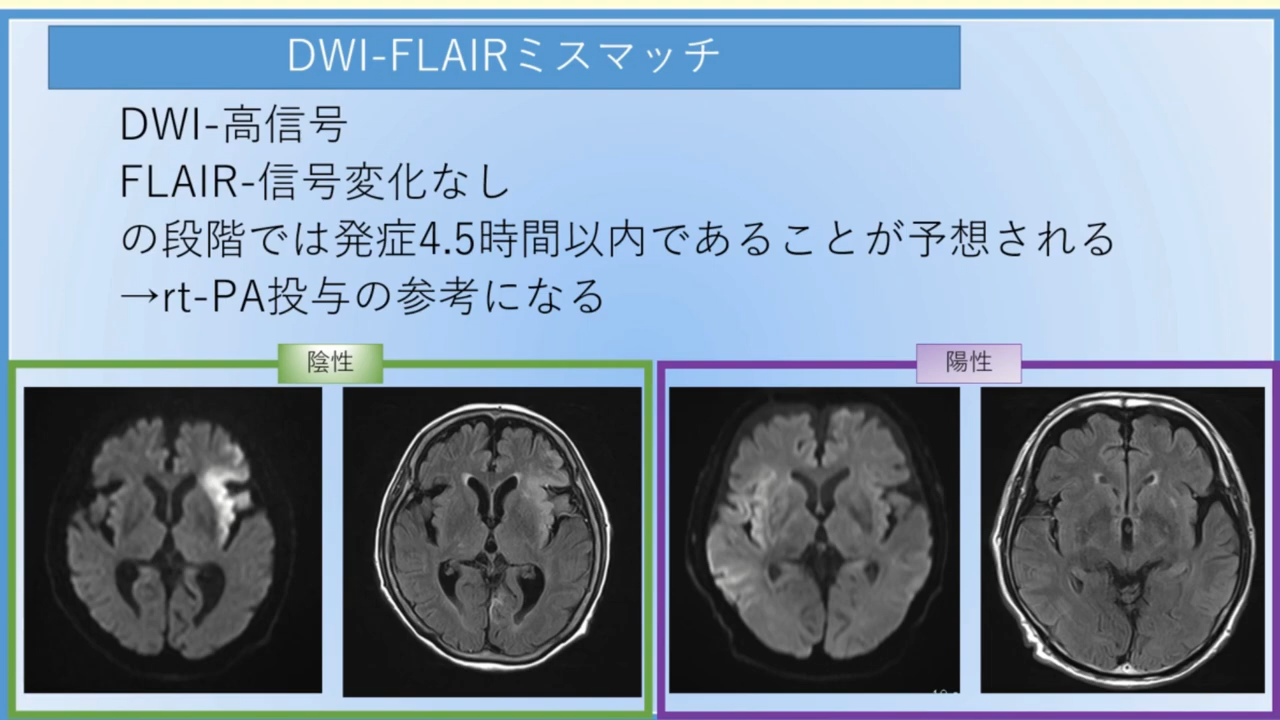 DWI-FLAIRミスマッチ
DWI-高信号
FLAIR-信号変化なし
の段階では発症4.5時間以内であることが予想される
→rt-PA投与の参考になる
陰性
陽性